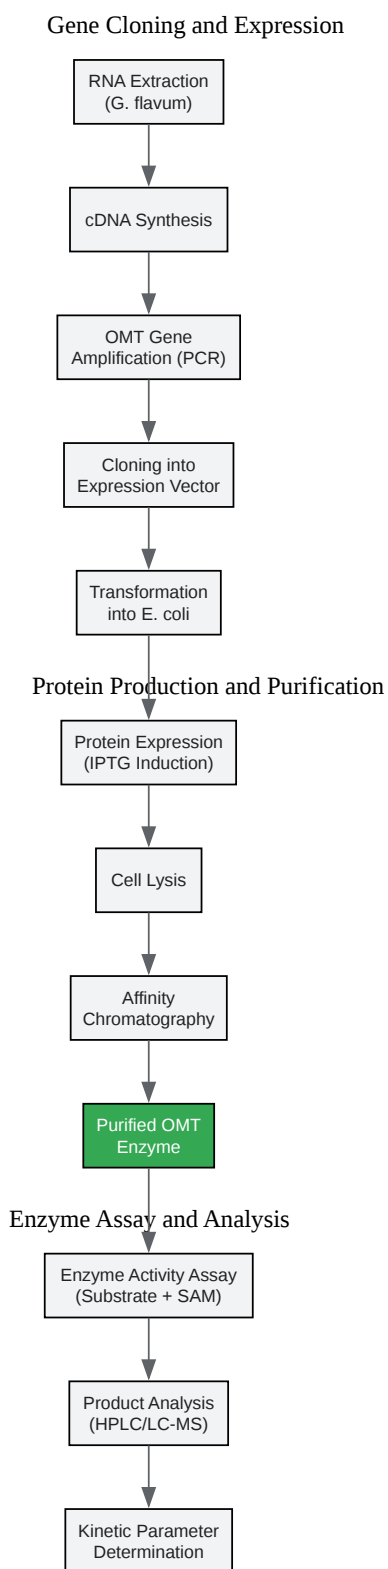 Gene Cloning and Expression
RNA Extraction
(G. flavum)
cDNA Synthesis
OMT Gene
Amplification (PCR)
Cloning into
Expression Vector
Transformation
into E. coli
Protein Production and Purification
Protein Expression
(IPTG Induction)
Cell Lysis
Affinity
Chromatography
Purified OMT
Enzyme
Enzyme Assay and Analysis
Enzyme Activity Assay
(Substrate + SAM)
Product Analysis
(HPLC/LC-MS)
Kinetic Parameter
Determination